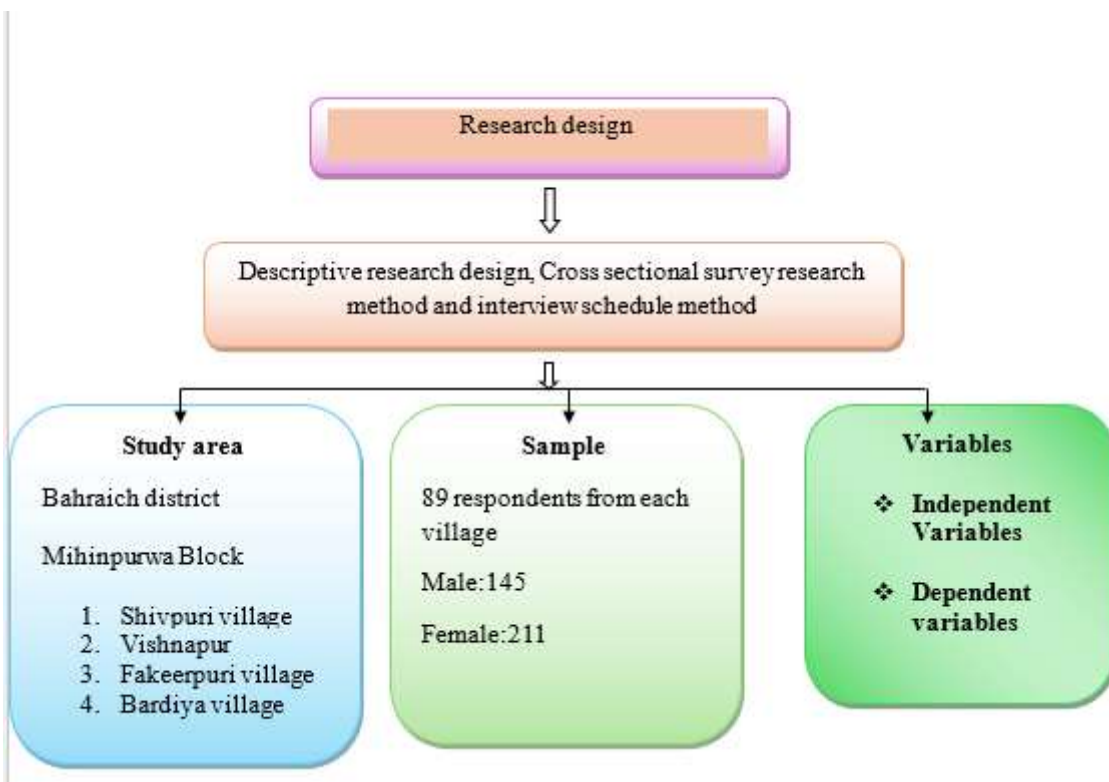 Research design
Descriptive research design, Cross sectional survey research
method and interview schedule method
Study area
Bahraich district
Mihinpurwa Block
1. Shivpuri village
2. Vishnapur
3. Fakeerpuri village
4. Bardiya village
Sample
89 respondents from each
village
Male:145
Female:211
Variables
❖ Independent
Variables
❖ Dependent
variables